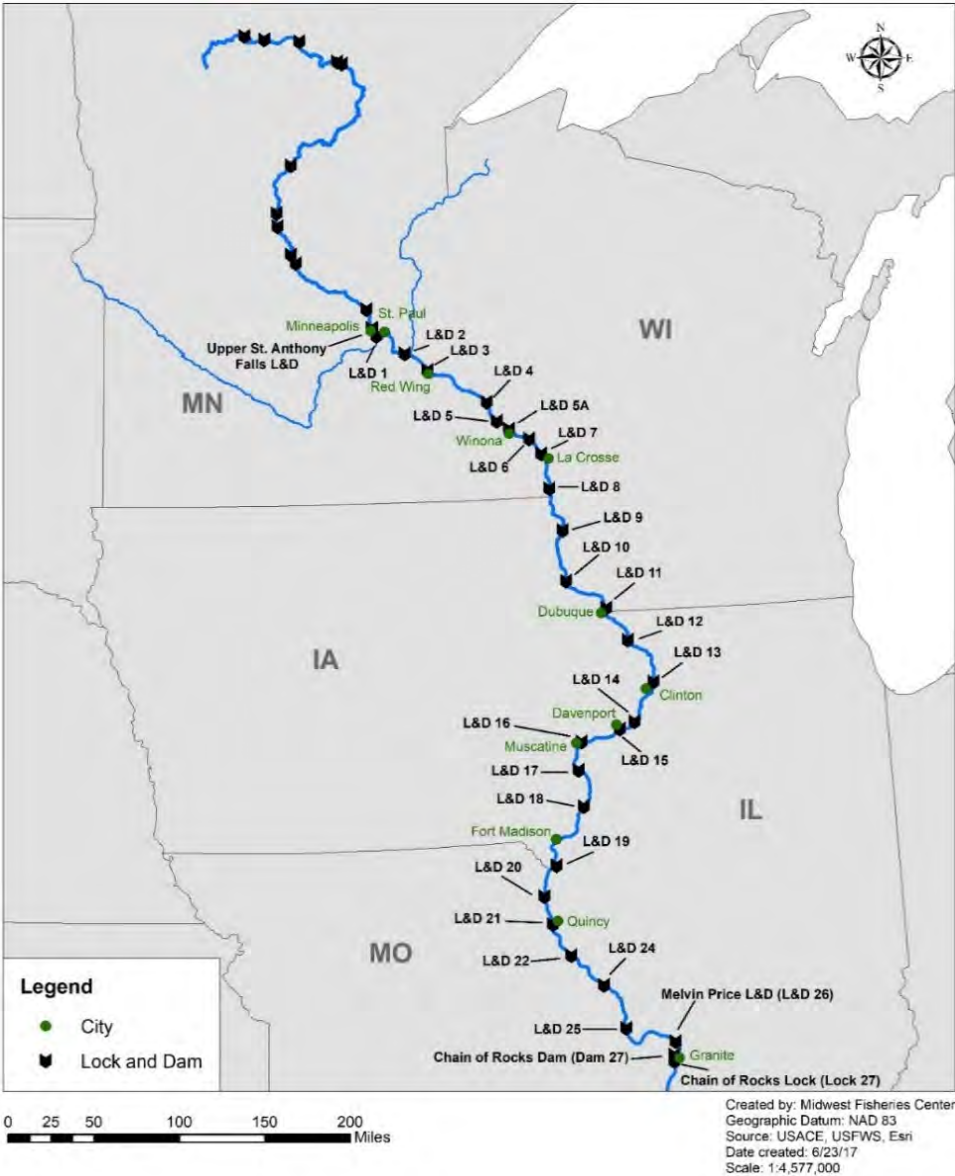 N
W E
S
St. Paul
Minneapolis
WI
Upper St. Anthony
Falls L&D
L&D 2
L&D 3
L&D 1
Red Wing
L&D 4
MN
L&D 5A
L&D 5
L&D 7
Winona
La Crosse
L&D 6
L&D 8
L&D 9
L&D 10
L&D 11
Dubuque
L&D 12
IA
L&D 13
L&D 14
Clinton
Davenport
L&D 16
Muscatine
L&D 15
L&D 17
L&D 18
IL
Fort Madison
L&D 19
L&D 20
L&D 21
Quincy
MO
L&D 24
L&D 22
Legend
City
Lock and Dam
Melvin Price L&D (L&D 26)
L&D 25
Chain of Rocks Dam (Dam 27)
Granite
Chain of Rocks Lock (Lock 27)
0 25 50 100 150 200
Miles
Created by: Midwest Fisheries Center
Geographic Datum: NAD 83
Source: USACE, USFWS, Esri
Date created: 6/23/17
Scale: 1:4,577,000